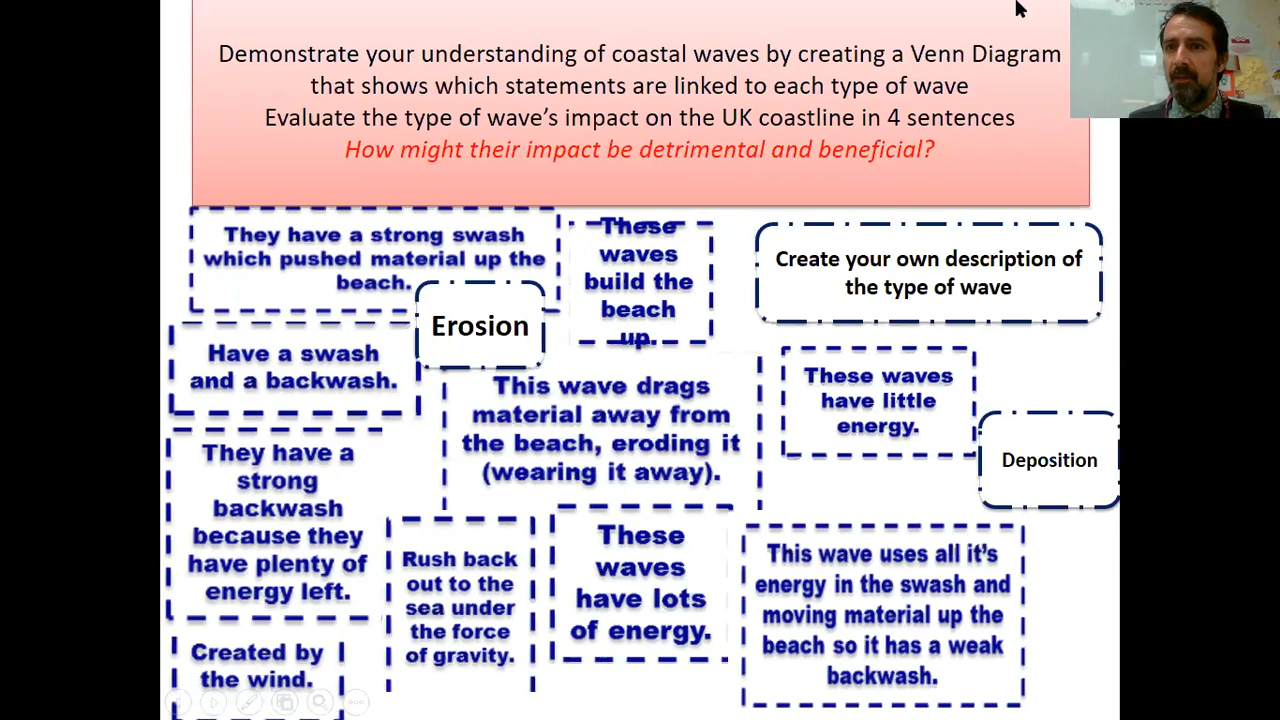 Demonstrate your understanding of coastal waves by creating a Venn Diagram
that shows which statements are linked to each type of wave
Evaluate the type of wave's impact on the UK coastline in 4 sentences
How might their impact be detrimental and beneficial?
They have a strong swash
which pushed material up the
beach.
These
waves
build the
beach
up.
Create your own description of
the type of wave
Erosion
Have a swash
and a backwash.
This wave drags
material away from
the beach, eroding it
(wearing it away).
These waves
have little
energy.
Deposition
They have a
strong
backwash
because they
have plenty of
energy left.
Rush back
out to the
sea under
the force
of gravity.
These
waves
have lots
of energy.
This wave uses all it's
energy in the swash and
moving material up the
beach so it has a weak
backwash.
Created by
the wind.